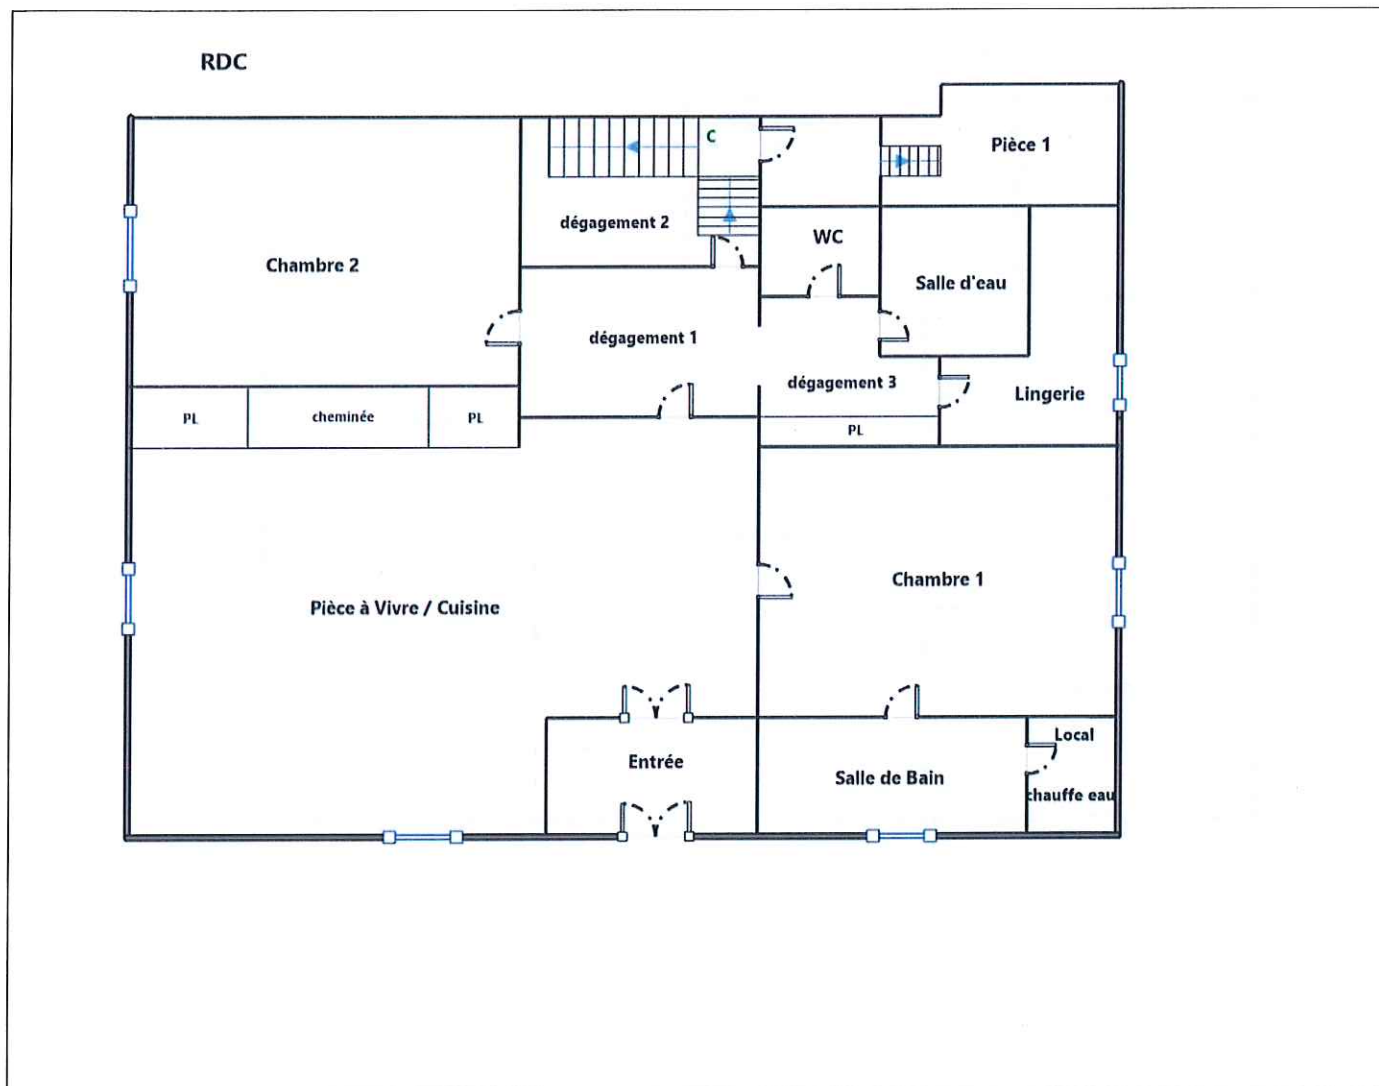 RDC
C
Pièce 1
dégagement 2
WC
Chambre 2
Salle d'eau
dégagement 1
dégagement 3
Lingerie
PL
cheminée
PL
PL
Chambre 1
Pièce à Vivre / Cuisine
Entrée
Salle de Bain
Local
chauffe eau